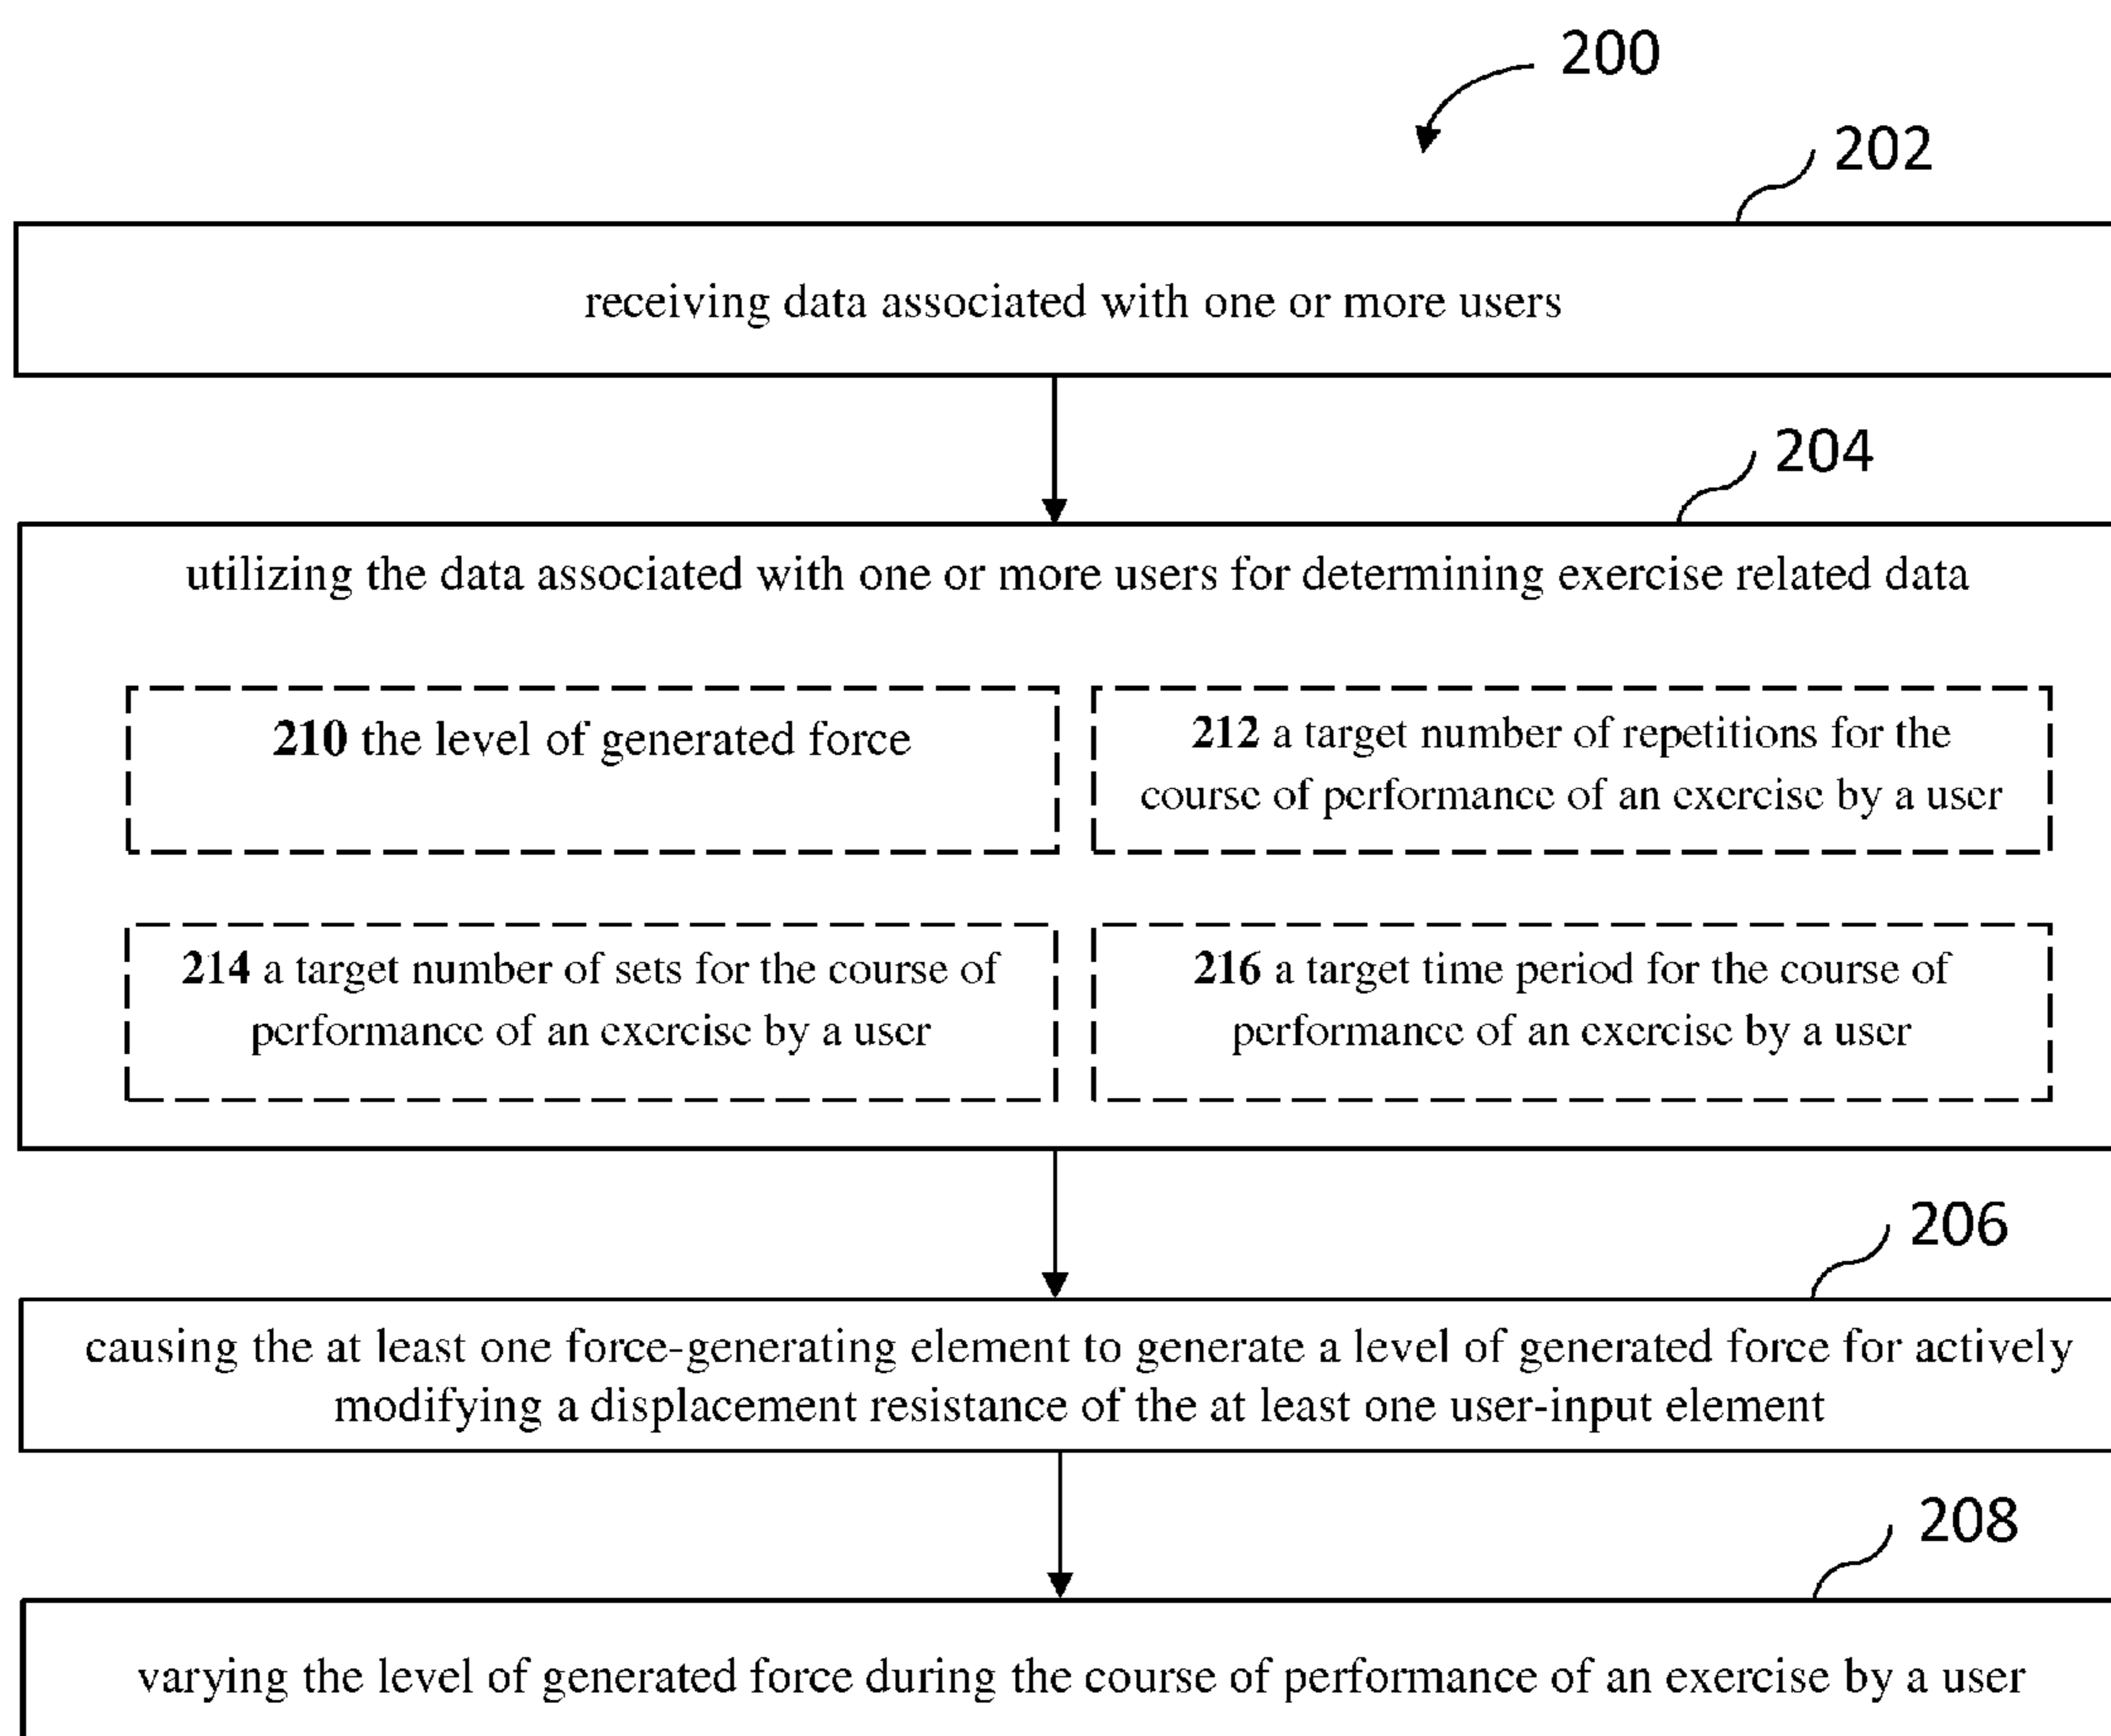 200
202
receiving data associated with one or more users
204
utilizing the data associated with one or more users for determining exercise related data
210 the level of generated force
212 a target number of repetitions for the
course of performance of an exercise by a user
214 a target number of sets for the course of
performance of an exercise by a user
216 a target time period for the course of
performance of an exercise by a user
206
causing the at least one force-generating element to generate a level of generated force for actively
modifying a displacement resistance of the at least one user-input element
208
varying the level of generated force during the course of performance of an exercise by a user